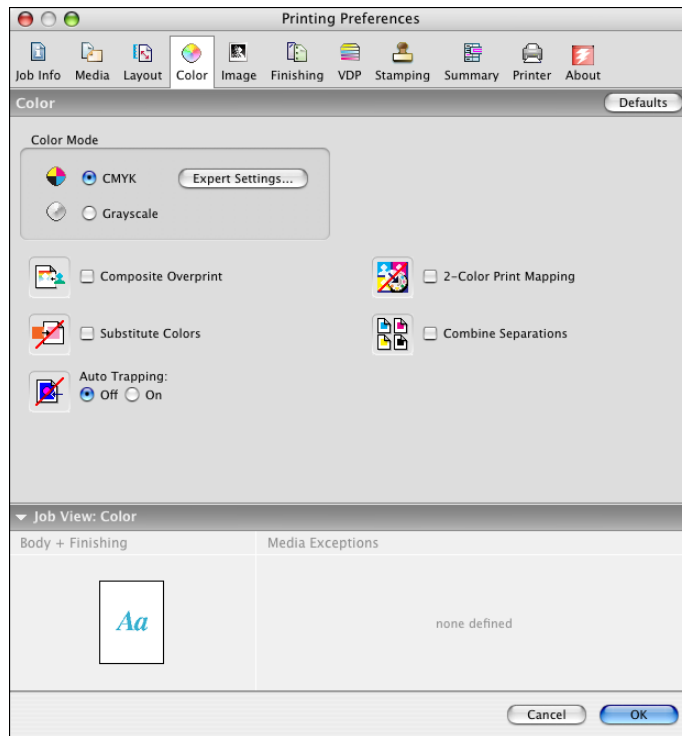 Printing Preferences
Job Info Media Layout Color Image Finishing VDP Stamping Summary Printer About
Color Defaults
Color Mode
CMYK Expert Settings...
Grayscale
Composite Overprint 2-Color Print Mapping
Substitute Colors Combine Separations
Auto Trapping:
Off On
Job View: Color
Body + Finishing Media Exceptions
Aa none defined
Cancel OK